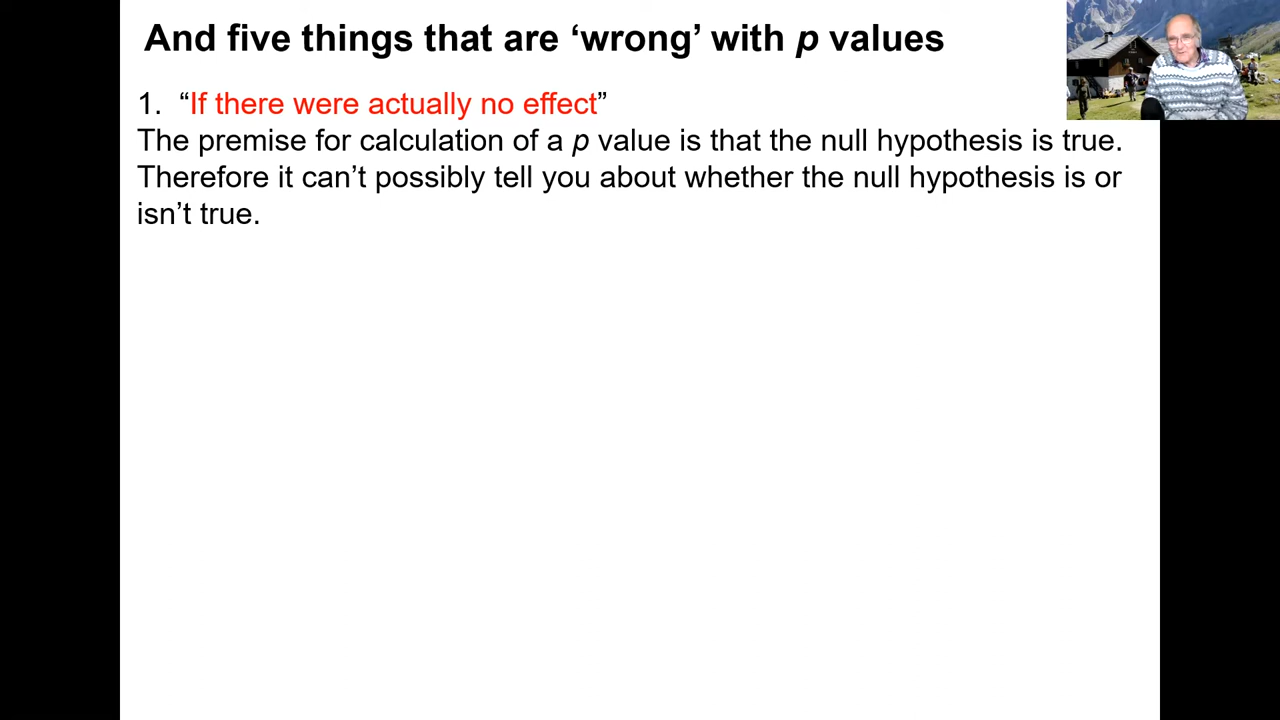 And five things that are ‘wrong’ with p values
1. “If there were actually no effect”
The premise for calculation of a p value is that the null hypothesis is true.
Therefore it can’t possibly tell you about whether the null hypothesis is or
isn’t true.